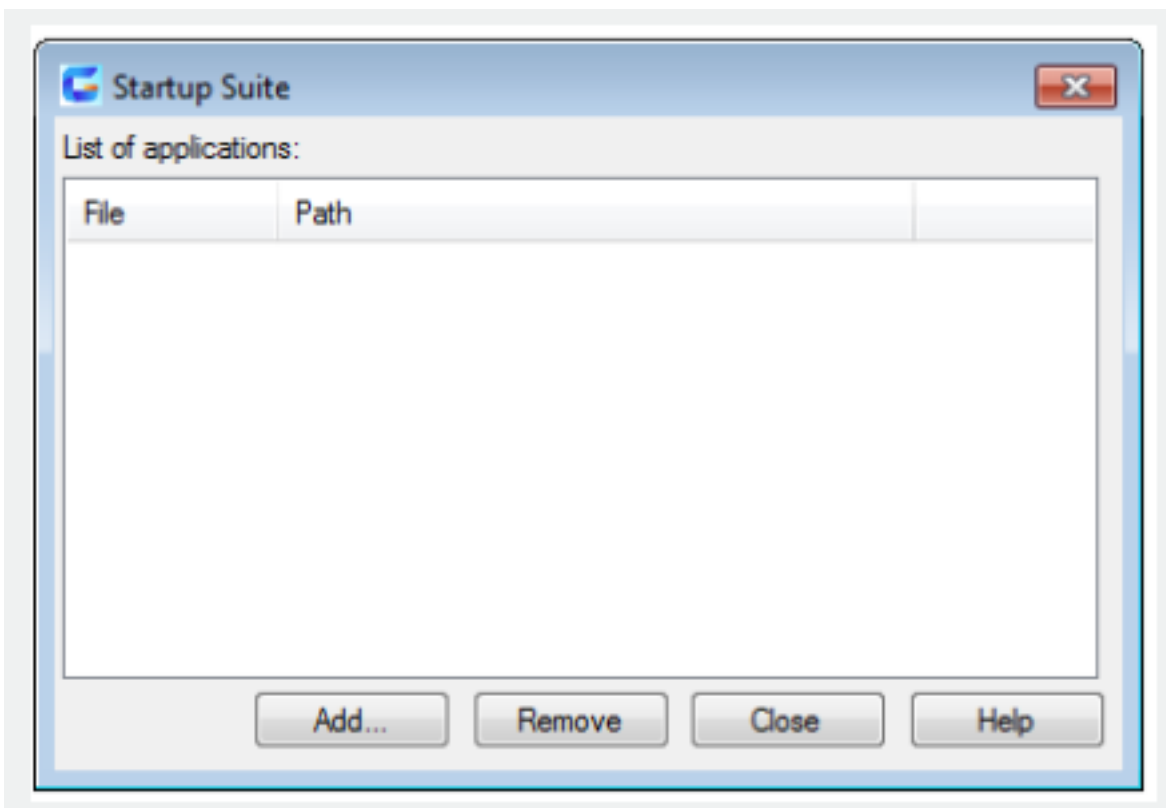 Startup Suite
List of applications:
File Path
Add... Remove Close Help